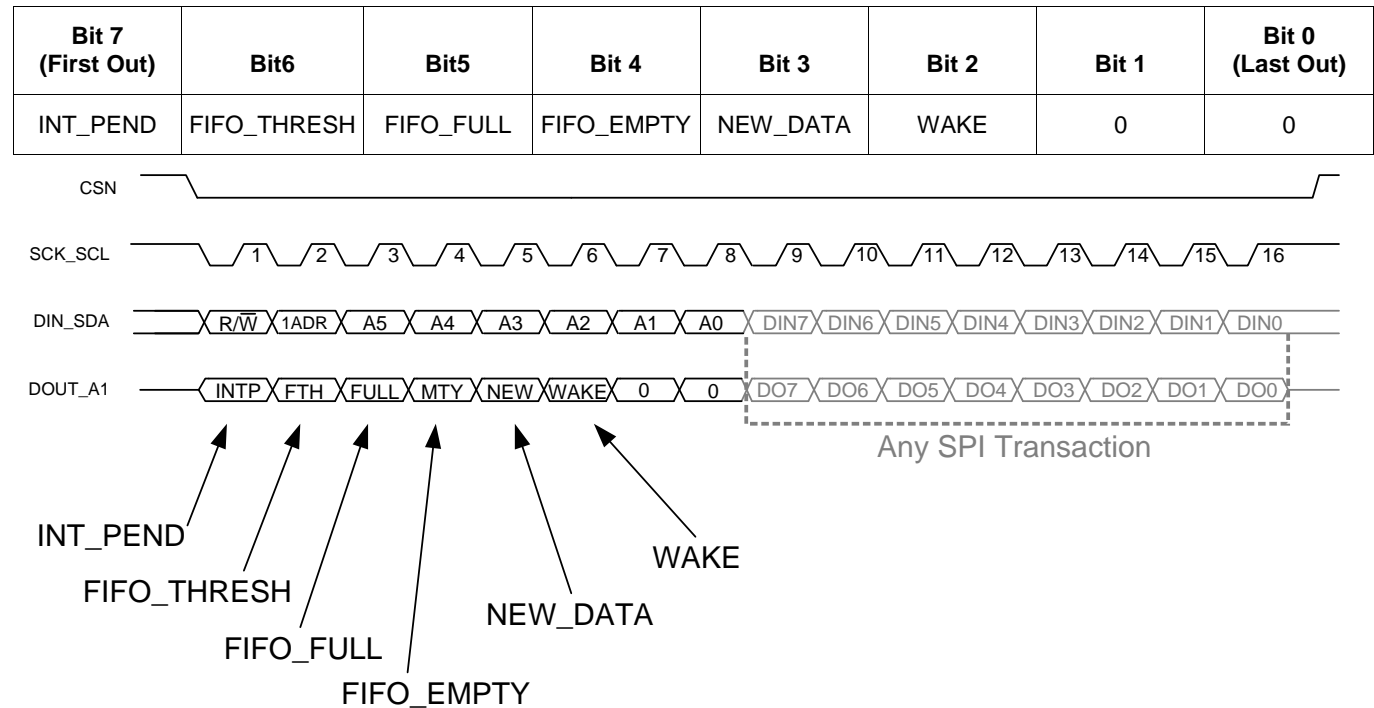 Bit 7
(First Out) Bit6 Bit5 Bit 4 Bit 3 Bit 2 Bit 1 Bit 0
(Last Out)
INT_PEND FIFO_THRESH FIFO_FULL FIFO_EMPTY NEW_DATA WAKE 0 0
CSN
SCK_SCL 1 2 3 4 5 6 7 8 9 10 11 12 13 14 15 16
DIN_SDA R/W̅ 1ADR A5 A4 A3 A2 A1 A0 DIN7 DIN6 DIN5 DIN4 DIN3 DIN2 DIN1 DIN0
DOUT_A1 INTP FTH FULL MTY NEW WAKE 0 0 DO7 DO6 DO5 DO4 DO3 DO2 DO1 DO0
Any SPI Transaction
INT_PEND
WAKE
FIFO_THRESH
NEW_DATA
FIFO_FULL
FIFO_EMPTY